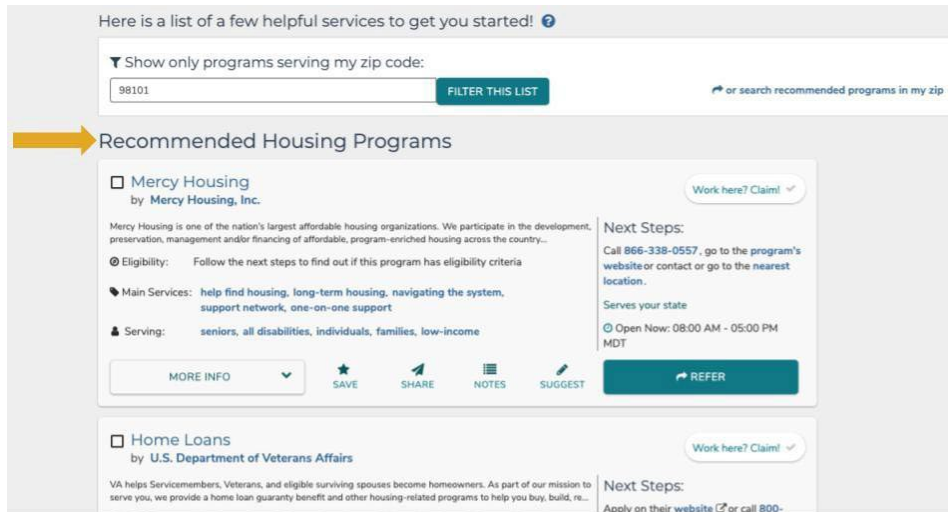 Here is a list of a few helpful services to get you started!
Show only programs serving my zip code:
98101
FILTER THIS LIST
or search recommended programs in my zip
Recommended Housing Programs
Mercy Housing
by Mercy Housing, Inc.
Work here? Claim!
Mercy Housing is one of the nation's largest affordable housing organizations. We participate in the development,
preservation, management and/or financing of affordable, program-enriched housing across the country...
Eligibility: Follow the next steps to find out if this program has eligibility criteria
Main Services: help find housing, long-term housing, navigating the system,
support network, one-on-one support
Serving: seniors, all disabilities, individuals, families, low-income
Next Steps:
Call 866-338-0557, go to the program's
website or contact or go to the nearest
location.
Serves your state
Open Now: 08:00 AM - 05:00 PM
MDT
MORE INFO
SAVE
SHARE
NOTES
SUGGEST
REFER
Home Loans
by U.S. Department of Veterans Affairs
Work here? Claim!
VA helps Servicemembers, Veterans, and eligible surviving spouses become homeowners. As part of our mission to
serve you, we provide a home loan guaranty benefit and other housing-related programs to help you buy, build, re...
Next Steps:
Apply on their website or call 800-